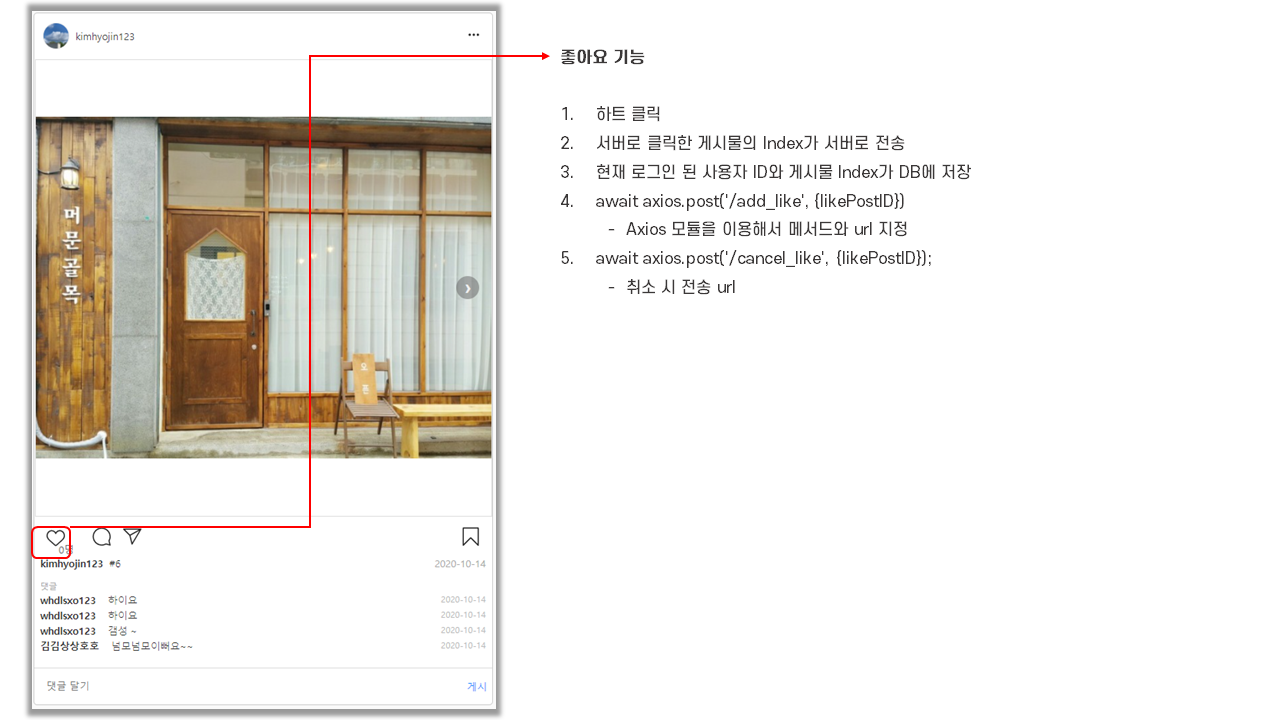 kimhyojin123
...
머문골목
오픈
0명
kimhyojin123 #6 2020-10-14
댓글
whdlsxo123 하이요 2020-10-14
whdlsxo123 하이요 2020-10-14
whdlsxo123 갬성 ~ 2020-10-14
김김상상호호 넘모넘모이뻐요~~ 2020-10-14
댓글 달기 게시
좋아요 기능
1. 하트 클릭
2. 서버로 클릭한 게시물의 Index가 서버로 전송
3. 현재 로그인 된 사용자 ID와 게시물 Index가 DB에 저장
4. await axios.post('/add_like', {likePostID})
- Axios 모듈을 이용해서 메서드와 url 지정
5. await axios.post('/cancel_like', {likePostID});
- 취소 시 전송 url